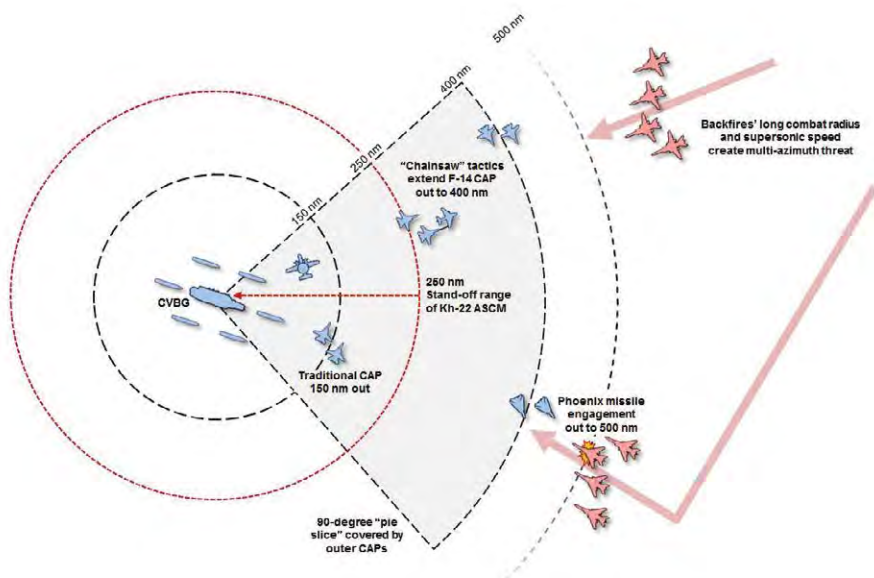 500 nm
400 nm
250 nm
150 nm
Backfires' long combat radius
and supersonic speed
create multi-azimuth threat
"Chainsaw" tactics
extend F-14 CAP
out to 400 nm
CVBG
250 nm
Stand-off range
of Kh-22 ASCM
Traditional CAP
150 nm out
Phoenix missile
engagement
out to 500 nm
90-degree "pie
slice" covered by
outer CAPs